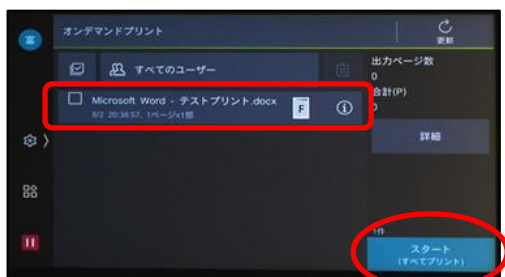 オンデマンドプリント
更新
すべてのユーザー
出力ページ数
0
合計(P)
0
Microsoft Word - テストプリント.docx
F
8/2 20:38:57, 1ページx1部
詳細
1件
スタート
(すべてプリント)